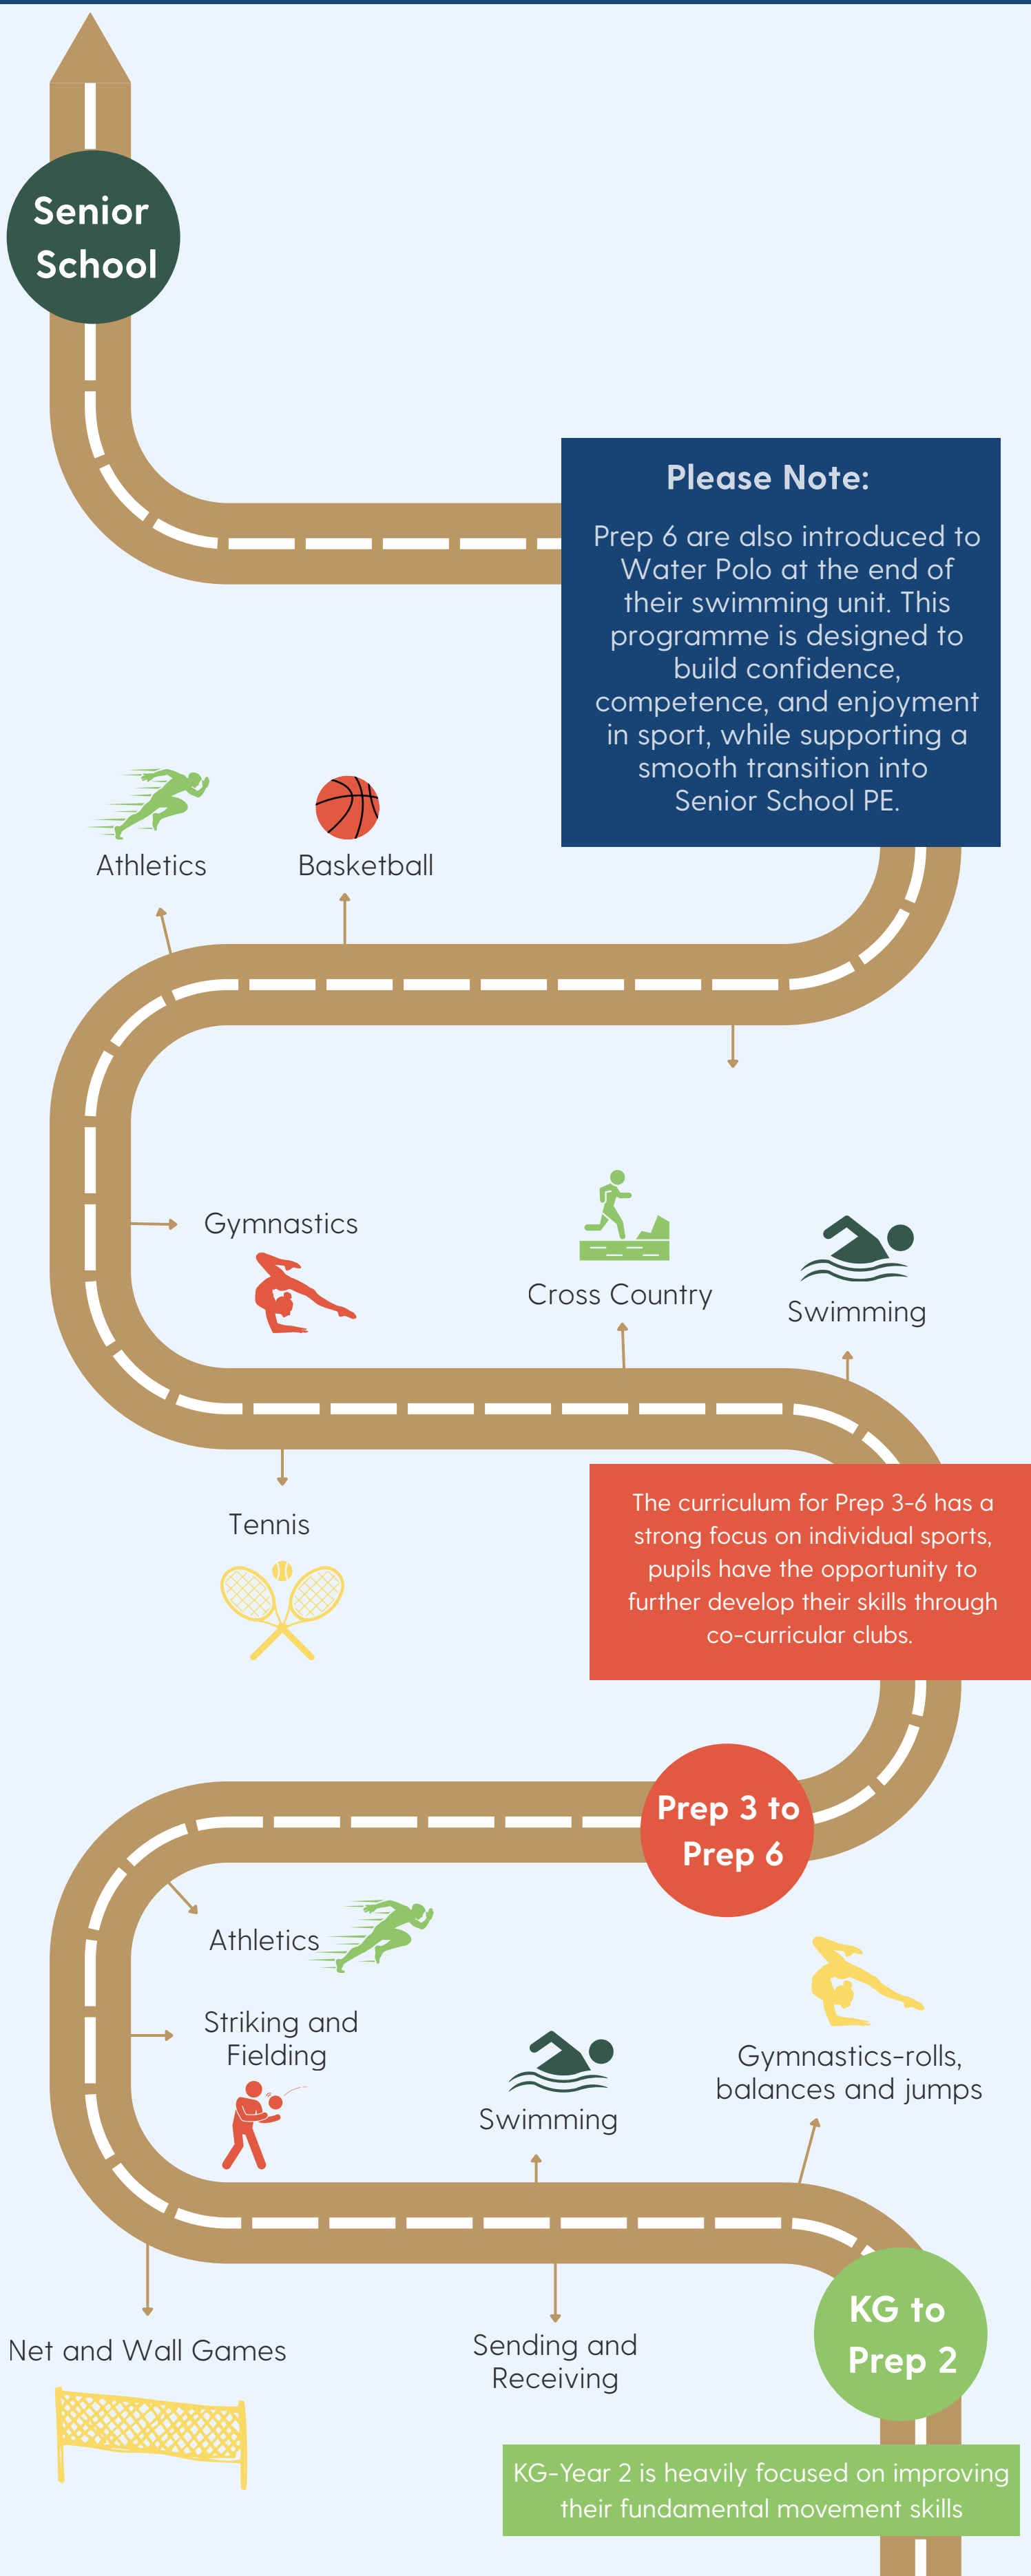 Senior
School
Please Note:
Prep 6 are also introduced to
Water Polo at the end of
their swimming unit. This
programme is designed to
build confidence,
competence, and enjoyment
in sport, while supporting a
smooth transition into
Senior School PE.
Athletics
Basketball
Gymnastics
Cross Country
Swimming
Tennis
The curriculum for Prep 3-6 has a
strong focus on individual sports,
pupils have the opportunity to
further develop their skills through
co-curricular clubs.
Prep 3 to
Prep 6
Athletics
Striking and
Fielding
Swimming
Gymnastics-rolls,
balances and jumps
Net and Wall Games
Sending and
Receiving
KG to
Prep 2
KG-Year 2 is heavily focused on improving
their fundamental movement skills